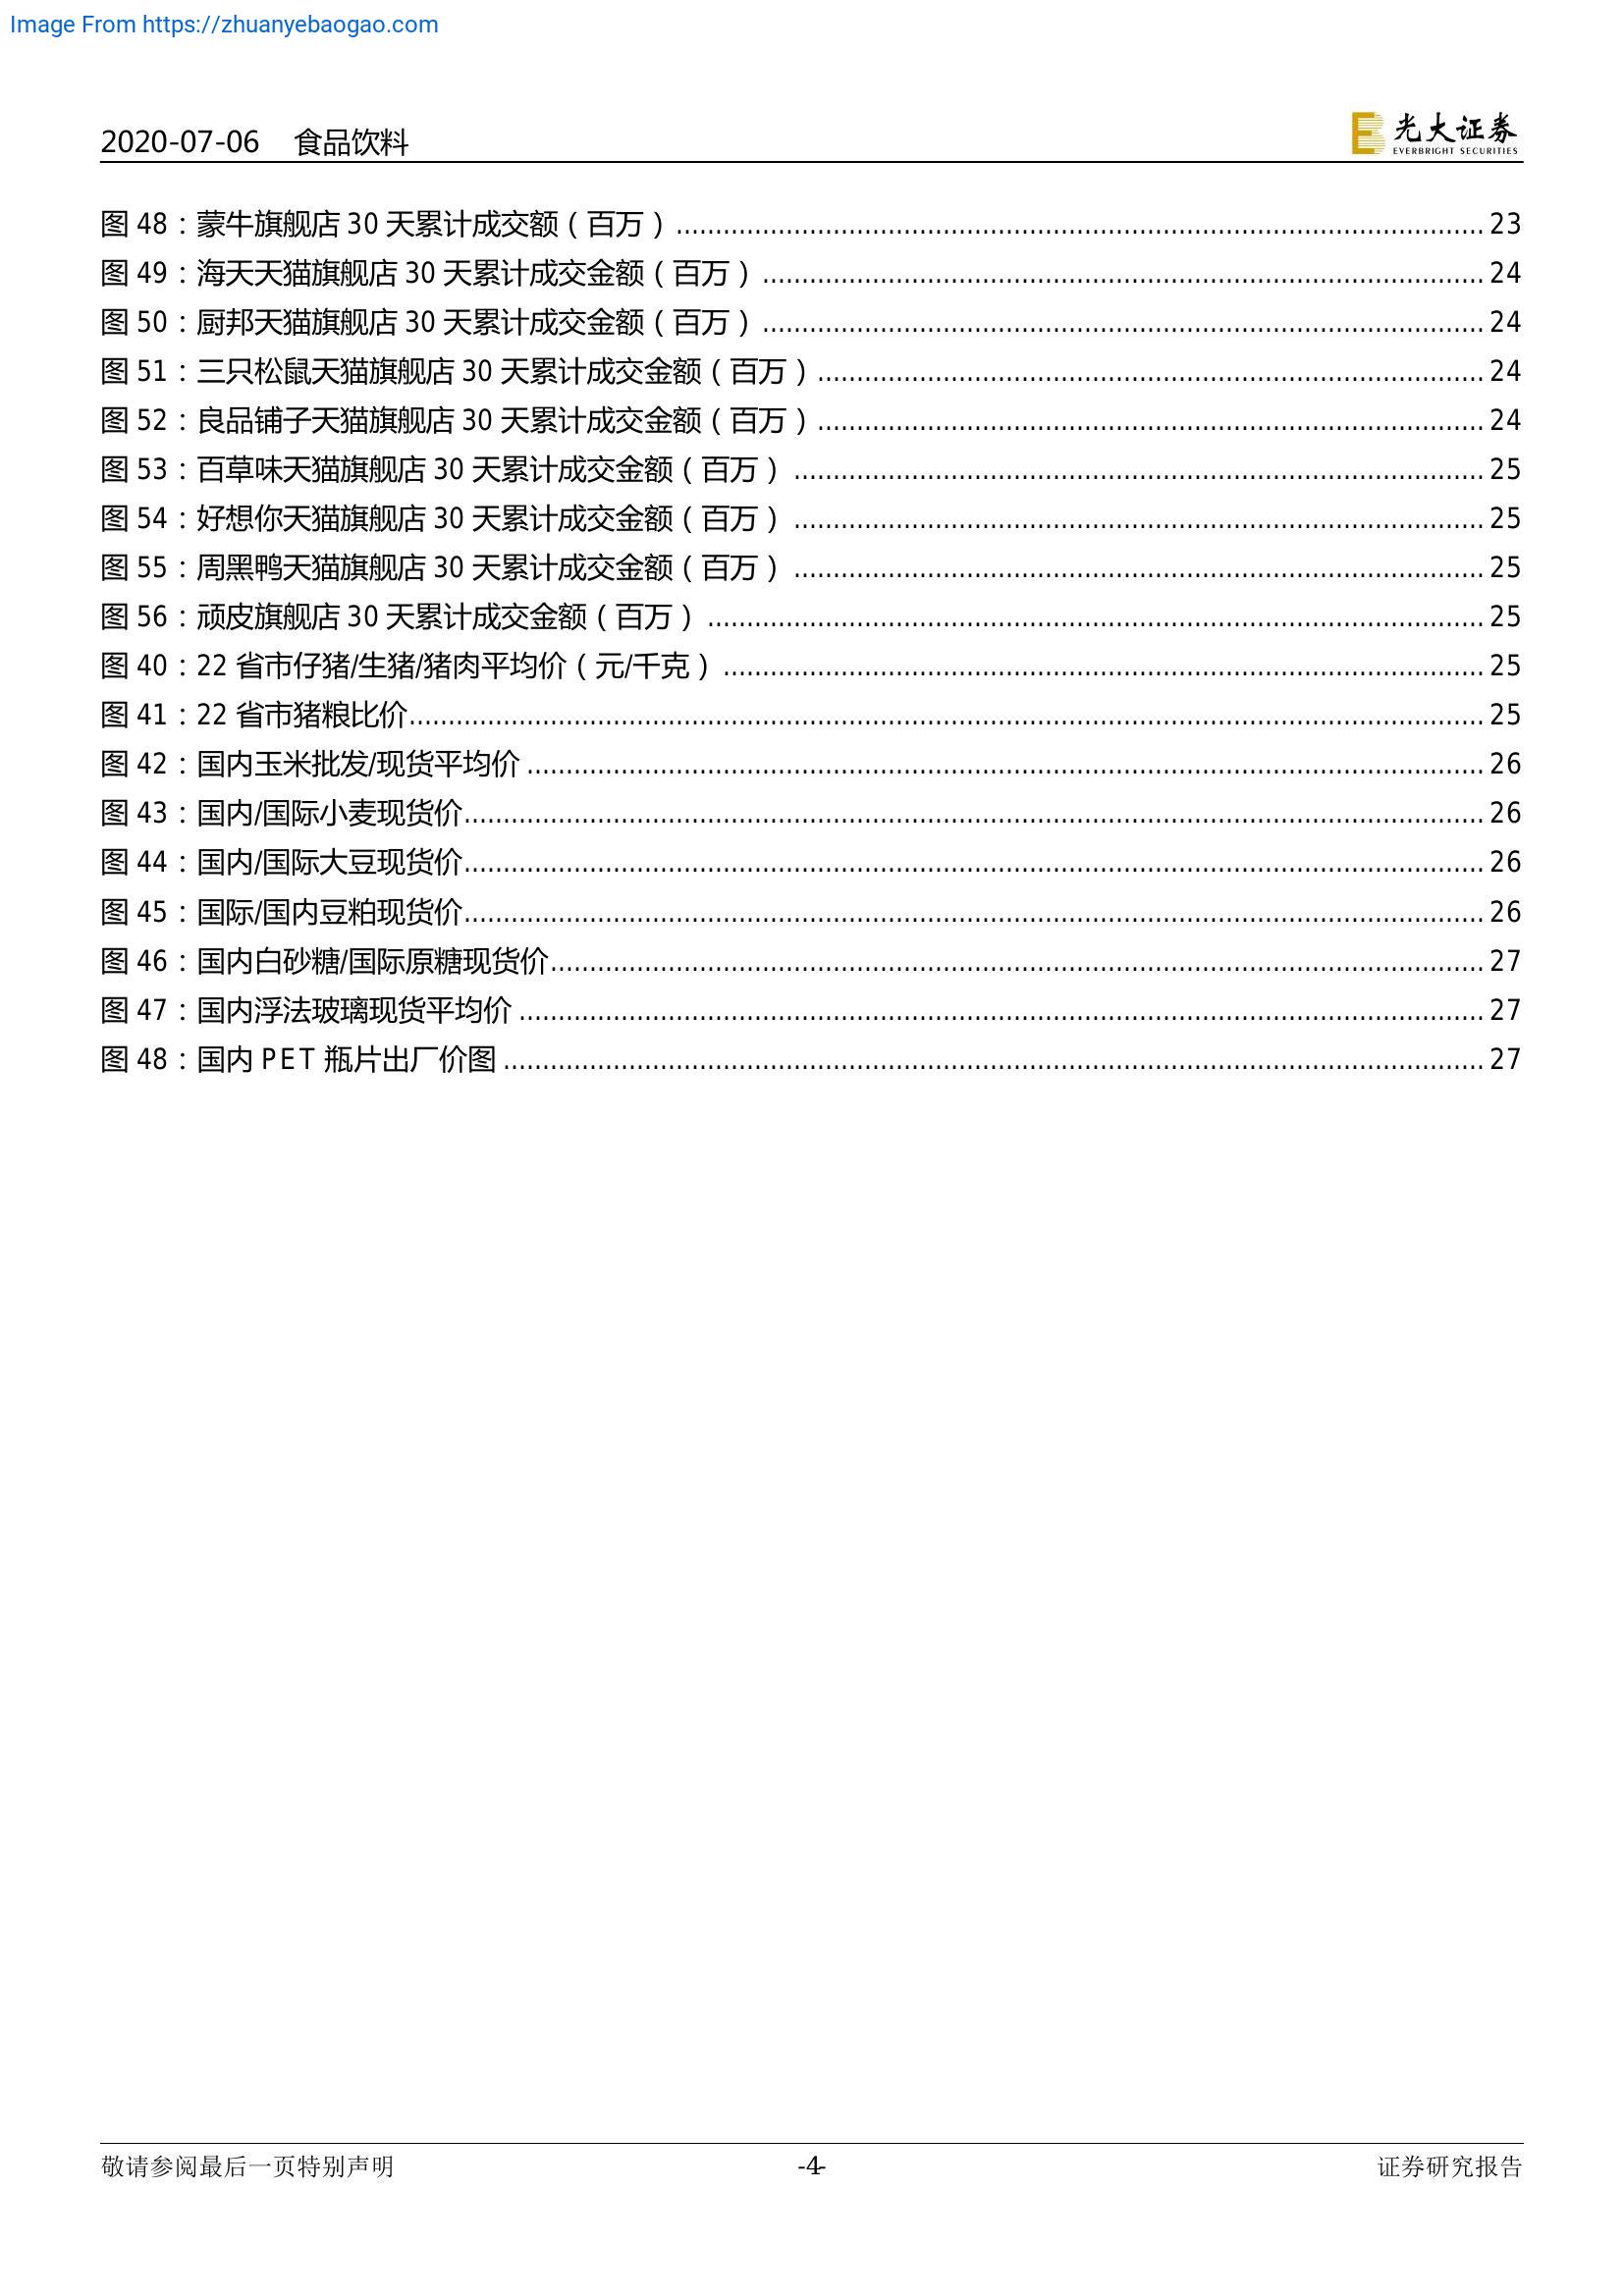 Image From https://zhuanyebaogao.com
2020-07-06 食品饮料
光大证券
EVERBRIGHT SECURITIES
图 48：蒙牛旗舰店 30 天累计成交额（百万）........................................ 23
图 49：海天天猫旗舰店 30 天累计成交金额（百万）........................................ 24
图 50：厨邦天猫旗舰店 30 天累计成交金额（百万）........................................ 24
图 51：三只松鼠天猫旗舰店 30 天累计成交金额（百万）........................................ 24
图 52：良品铺子天猫旗舰店 30 天累计成交金额（百万）........................................ 24
图 53：百草味天猫旗舰店 30 天累计成交金额（百万）........................................ 25
图 54：好想你天猫旗舰店 30 天累计成交金额（百万）........................................ 25
图 55：周黑鸭天猫旗舰店 30 天累计成交金额（百万）........................................ 25
图 56：顽皮旗舰店 30 天累计成交金额（百万）........................................ 25
图 40：22 省市仔猪/生猪/猪肉平均价（元/千克）........................................ 25
图 41：22 省市猪粮比价........................................ 25
图 42：国内玉米批发/现货平均价........................................ 26
图 43：国内/国际小麦现货价........................................ 26
图 44：国内/国际大豆现货价........................................ 26
图 45：国际/国内豆粕现货价........................................ 26
图 46：国内白砂糖/国际原糖现货价........................................ 27
图 47：国内浮法玻璃现货平均价........................................ 27
图 48：国内 PET 瓶片出厂价图........................................ 27
敬请参阅最后一页特别声明 -4- 证券研究报告